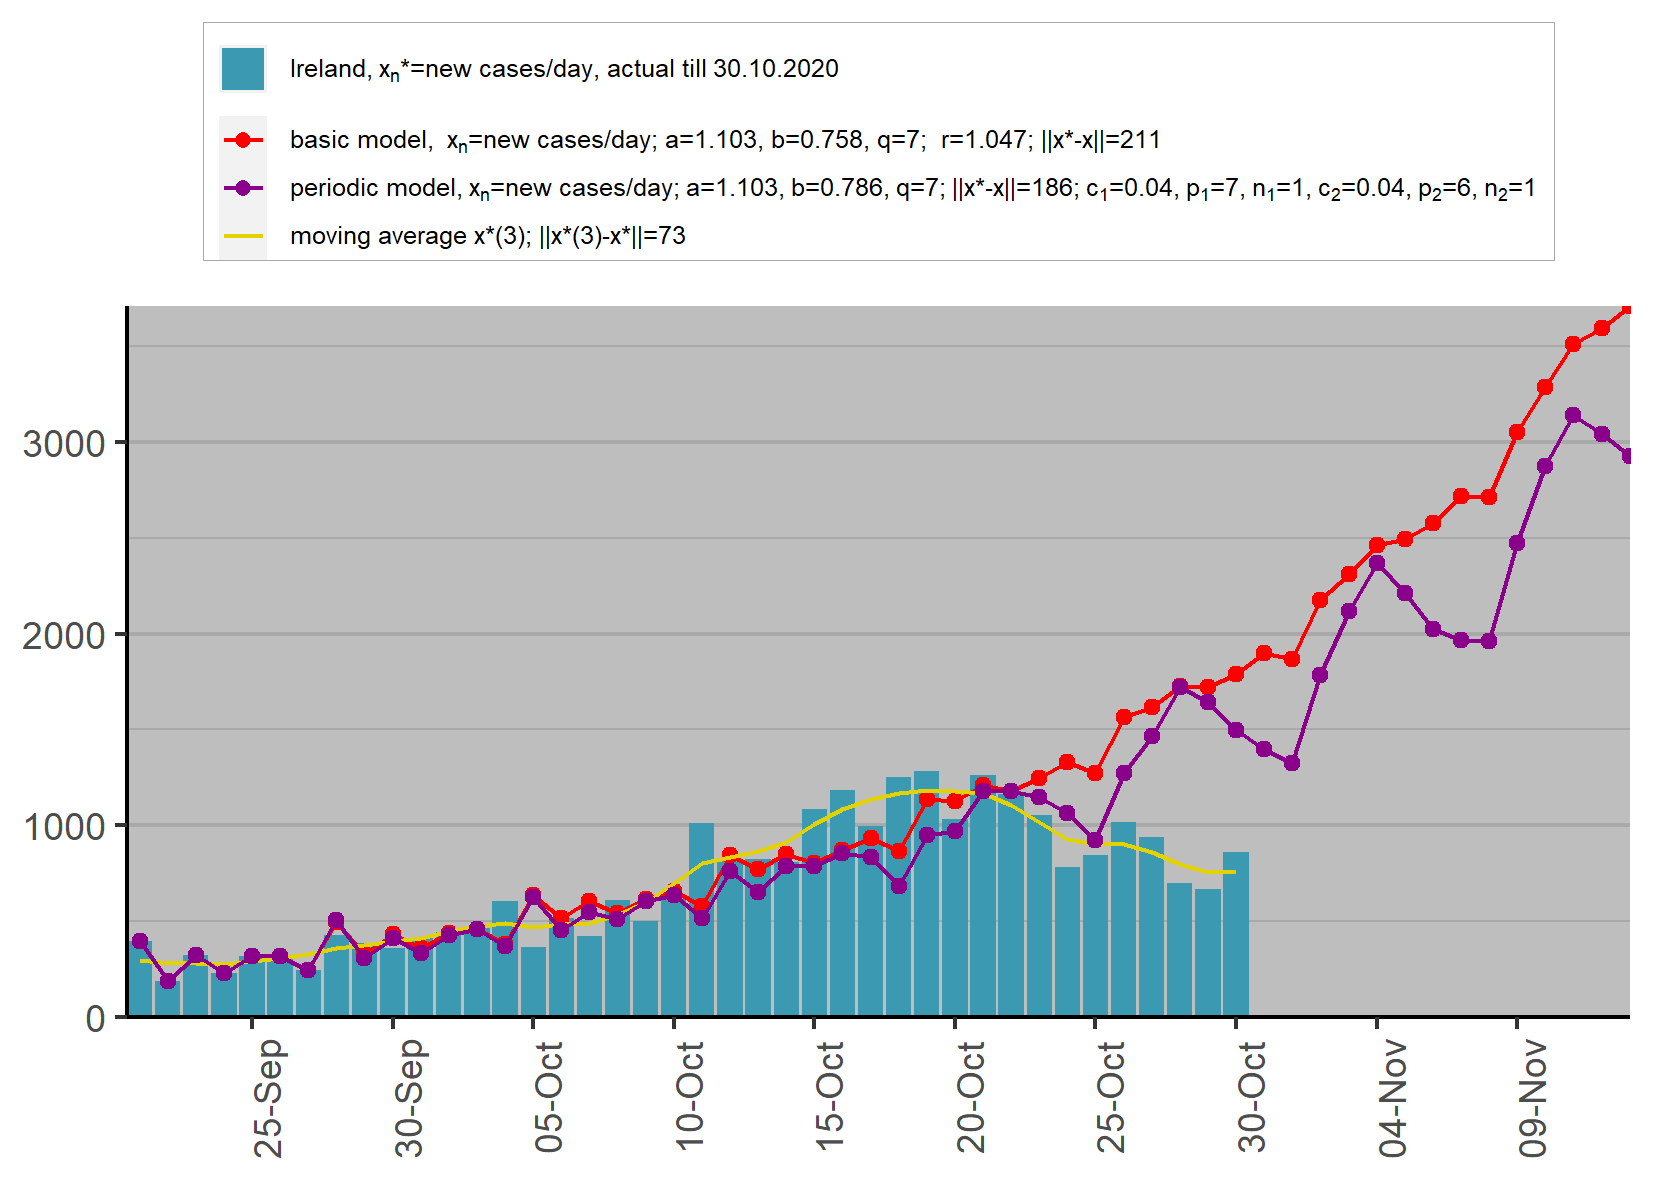 Ireland, xn*=new cases/day, actual till 30.10.2020
basic model,  xn=new cases/day; a=1.103, b=0.758, q=7;  r=1.047; ||x*-x||=211
periodic model, xn=new cases/day; a=1.103, b=0.786, q=7; ||x*-x||=186; c1=0.04, p1=7, n1=1, c2=0.04, p2=6, n2=1
moving average x*(3); ||x*(3)-x*||=73
3000
2000
1000
0
25-Sep
30-Sep
05-Oct
10-Oct
15-Oct
20-Oct
25-Oct
30-Oct
04-Nov
09-Nov